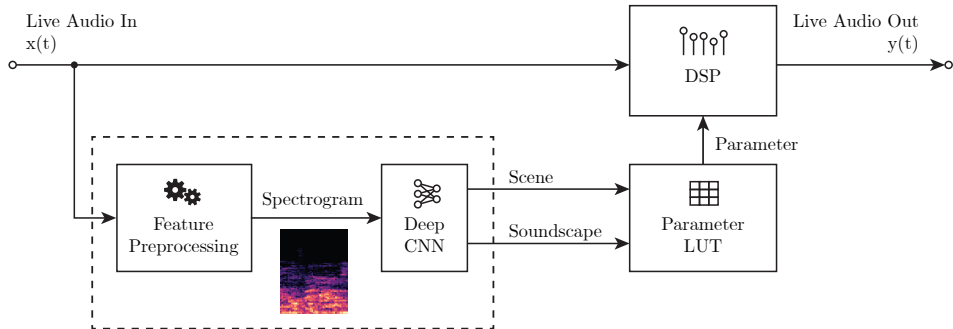 Live Audio In
x(t)
Live Audio Out
y(t)
DSP
Parameter
Feature
Preprocessing
Spectrogram
Deep
CNN
Scene
Soundscape
Parameter
LUT